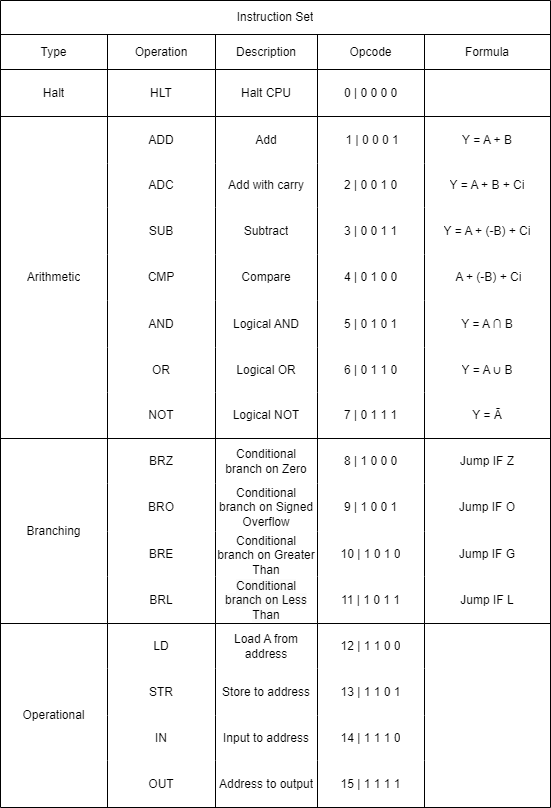 Instruction Set
Type Operation Description Opcode Formula
Halt HLT Halt CPU 0 | 0 0 0 0
ADD Add 1 | 0 0 0 1 Y = A + B
ADC Add with carry 2 | 0 0 1 0 Y = A + B + Ci
SUB Subtract 3 | 0 0 1 1 Y = A + (-B) + Ci
Arithmetic CMP Compare 4 | 0 1 0 0 A + (-B) + Ci
AND Logical AND 5 | 0 1 0 1 Y = A ∩ B
OR Logical OR 6 | 0 1 1 0 Y = A ∪ B
NOT Logical NOT 7 | 0 1 1 1 Y = Ā
BRZ Conditional
branch on Zero 8 | 1 0 0 0 Jump IF Z
Branching
BRO Conditional
branch on Signed
Overflow 9 | 1 0 0 1 Jump IF O
BRE Conditional
branch on Greater
Than 10 | 1 0 1 0 Jump IF G
BRL Conditional
branch on Less
Than 11 | 1 0 1 1 Jump IF L
LD Load A from
address 12 | 1 1 0 0
Operational
STR Store to address 13 | 1 1 0 1
IN Input to address 14 | 1 1 1 0
OUT Address to output 15 | 1 1 1 1